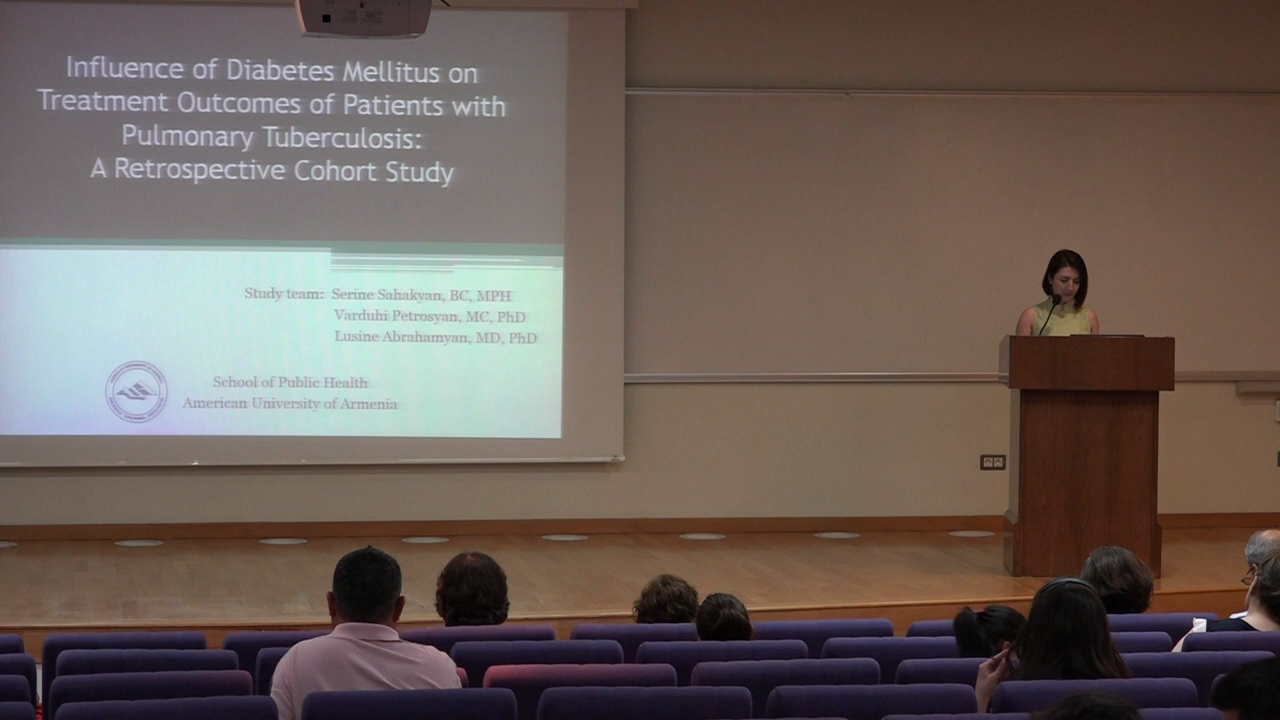 Influence of Diabetes Mellitus on
Treatment Outcomes of Patients with
Pulmonary Tuberculosis:
A Retrospective Cohort Study
Study team: Serine Sahakyan, BC, MPH
Varduhi Petrosyan, MC, PhD
Lusine Abrahamyan, MD, PhD
School of Public Health
American University of Armenia